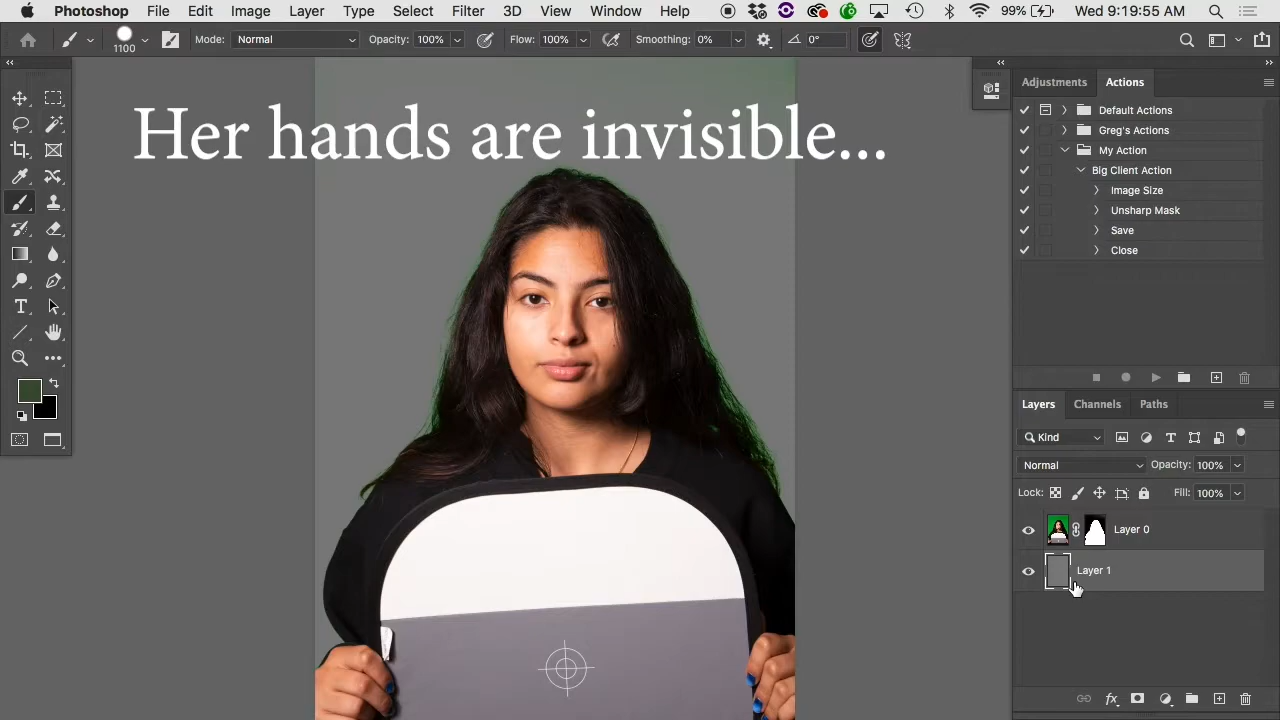 Photoshop File Edit Image Layer Type Select Filter 3D View Window Help 99% Wed 9:19:55 AM
1100 Mode: Normal Opacity: 100% Flow: 100% Smoothing: 0% 0°
Her hands are invisible...
Adjustments Actions
Default Actions
Greg's Actions
My Action
Big Client Action
Image Size
Unsharp Mask
Save
Close
Layers Channels Paths
Kind
Normal Opacity: 100%
Lock: Fill: 100%
Layer 0
Layer 1
fx